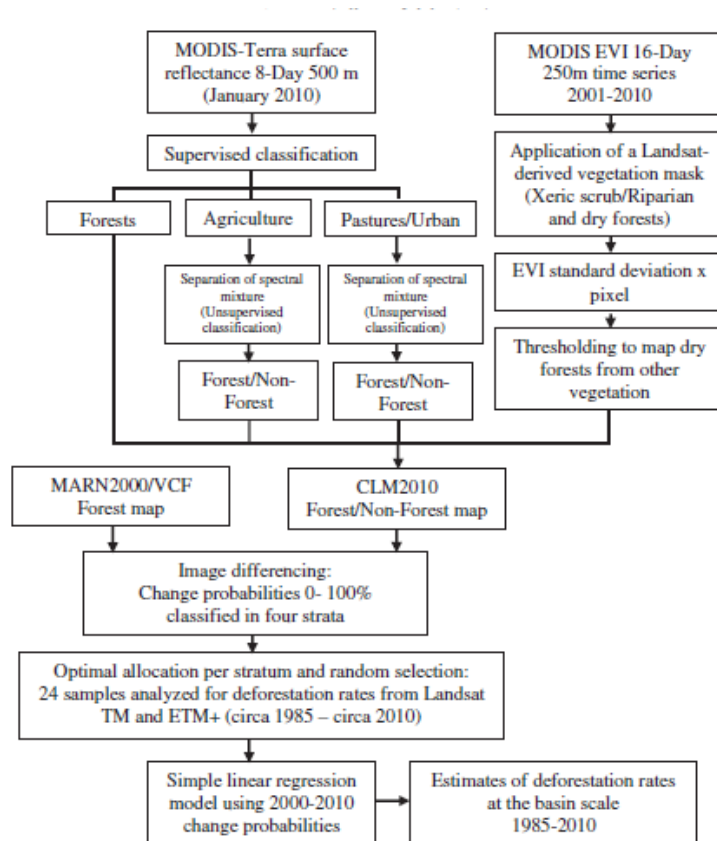 MODIS-Terra surface
reflectance 8-Day 500 m
(January 2010)
MODIS EVI 16-Day
250m time series
2001-2010
Supervised classification
Application of a Landsat-
derived vegetation mask
(Xeric scrub/Riparian
and dry forests)
Forests
Agriculture
Pastures/Urban
Separation of spectral
mixture
(Unsupervised
classification)
Separation of spectral
mixture
(Unsupervised
classification)
EVI standard deviation x
pixel
Forest/Non-
Forest
Forest/Non-
Forest
Thresholding to map dry
forests from other
vegetation
MARN2000/VCF
Forest map
CLM2010
Forest/Non-Forest map
Image differencing:
Change probabilities 0- 100%
classified in four strata
Optimal allocation per stratum and random selection:
24 samples analyzed for deforestation rates from Landsat
TM and ETM+ (circa 1985 – circa 2010)
Simple linear regression
model using 2000-2010
change probabilities
Estimates of deforestation rates
at the basin scale
1985-2010